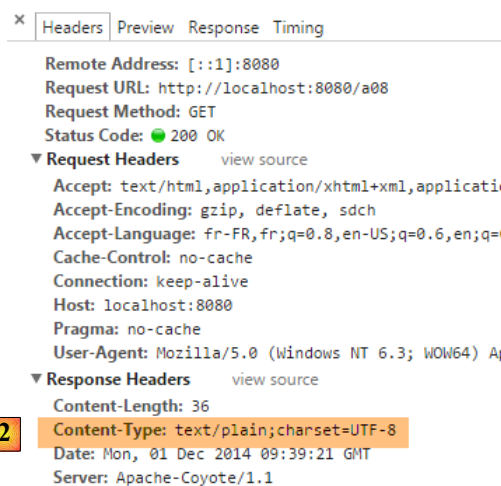 × Headers Preview Response Timing
Remote Address: [::1]:8080
Request URL: http://localhost:8080/a08
Request Method: GET
Status Code: 200 OK
▼ Request Headers view source
Accept: text/html,application/xhtml+xml,applicatio
Accept-Encoding: gzip, deflate, sdch
Accept-Language: fr-FR,fr;q=0.8,en-US;q=0.6,en;q=
Cache-Control: no-cache
Connection: keep-alive
Host: localhost:8080
Pragma: no-cache
User-Agent: Mozilla/5.0 (Windows NT 6.3; WOW64) Ap
▼ Response Headers view source
Content-Length: 36
2 Content-Type: text/plain;charset=UTF-8
Date: Mon, 01 Dec 2014 09:39:21 GMT
Server: Apache-Coyote/1.1